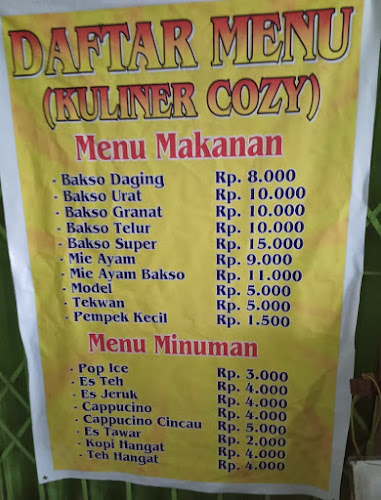 DAFTAR MENU
(KULINER COZY)
Menu Makanan
- Bakso Daging Rp. 8.000
- Bakso Urat Rp. 10.000
- Bakso Granat Rp. 10.000
- Bakso Telur Rp. 10.000
- Bakso Super Rp. 15.000
- Mie Ayam Rp. 9.000
- Mie Ayam Bakso Rp. 11.000
- Model Rp. 5.000
- Tekwan Rp. 5.000
- Pempek Kecil Rp. 1.500
Menu Minuman
- Pop Ice Rp. 3.000
- Es Teh Rp. 4.000
- Es Jeruk Rp. 4.000
- Cappucino Rp. 4.000
- Cappucino Cincau Rp. 5.000
- Es Tawar Rp. 2.000
- Kopi Hangat Rp. 4.000
- Teh Hangat Rp. 4.000